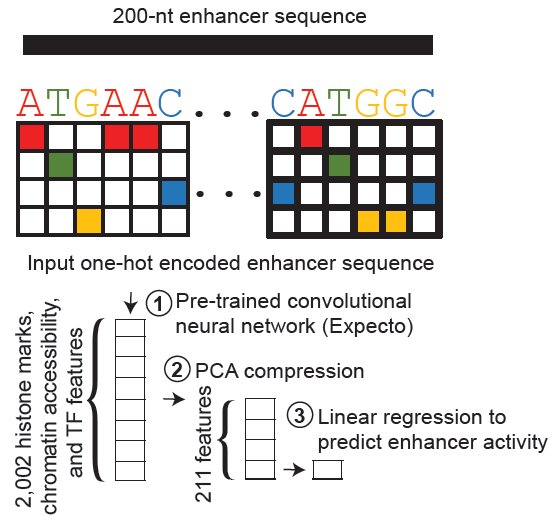 200-nt enhancer sequence
ATGAAC...CATGGC
...
Input one-hot encoded enhancer sequence
1 Pre-trained convolutional
neural network (Expecto)
2,002 histone marks,
chromatin accessibility,
and TF features
2 PCA compression
211 features
3 Linear regression to
predict enhancer activity